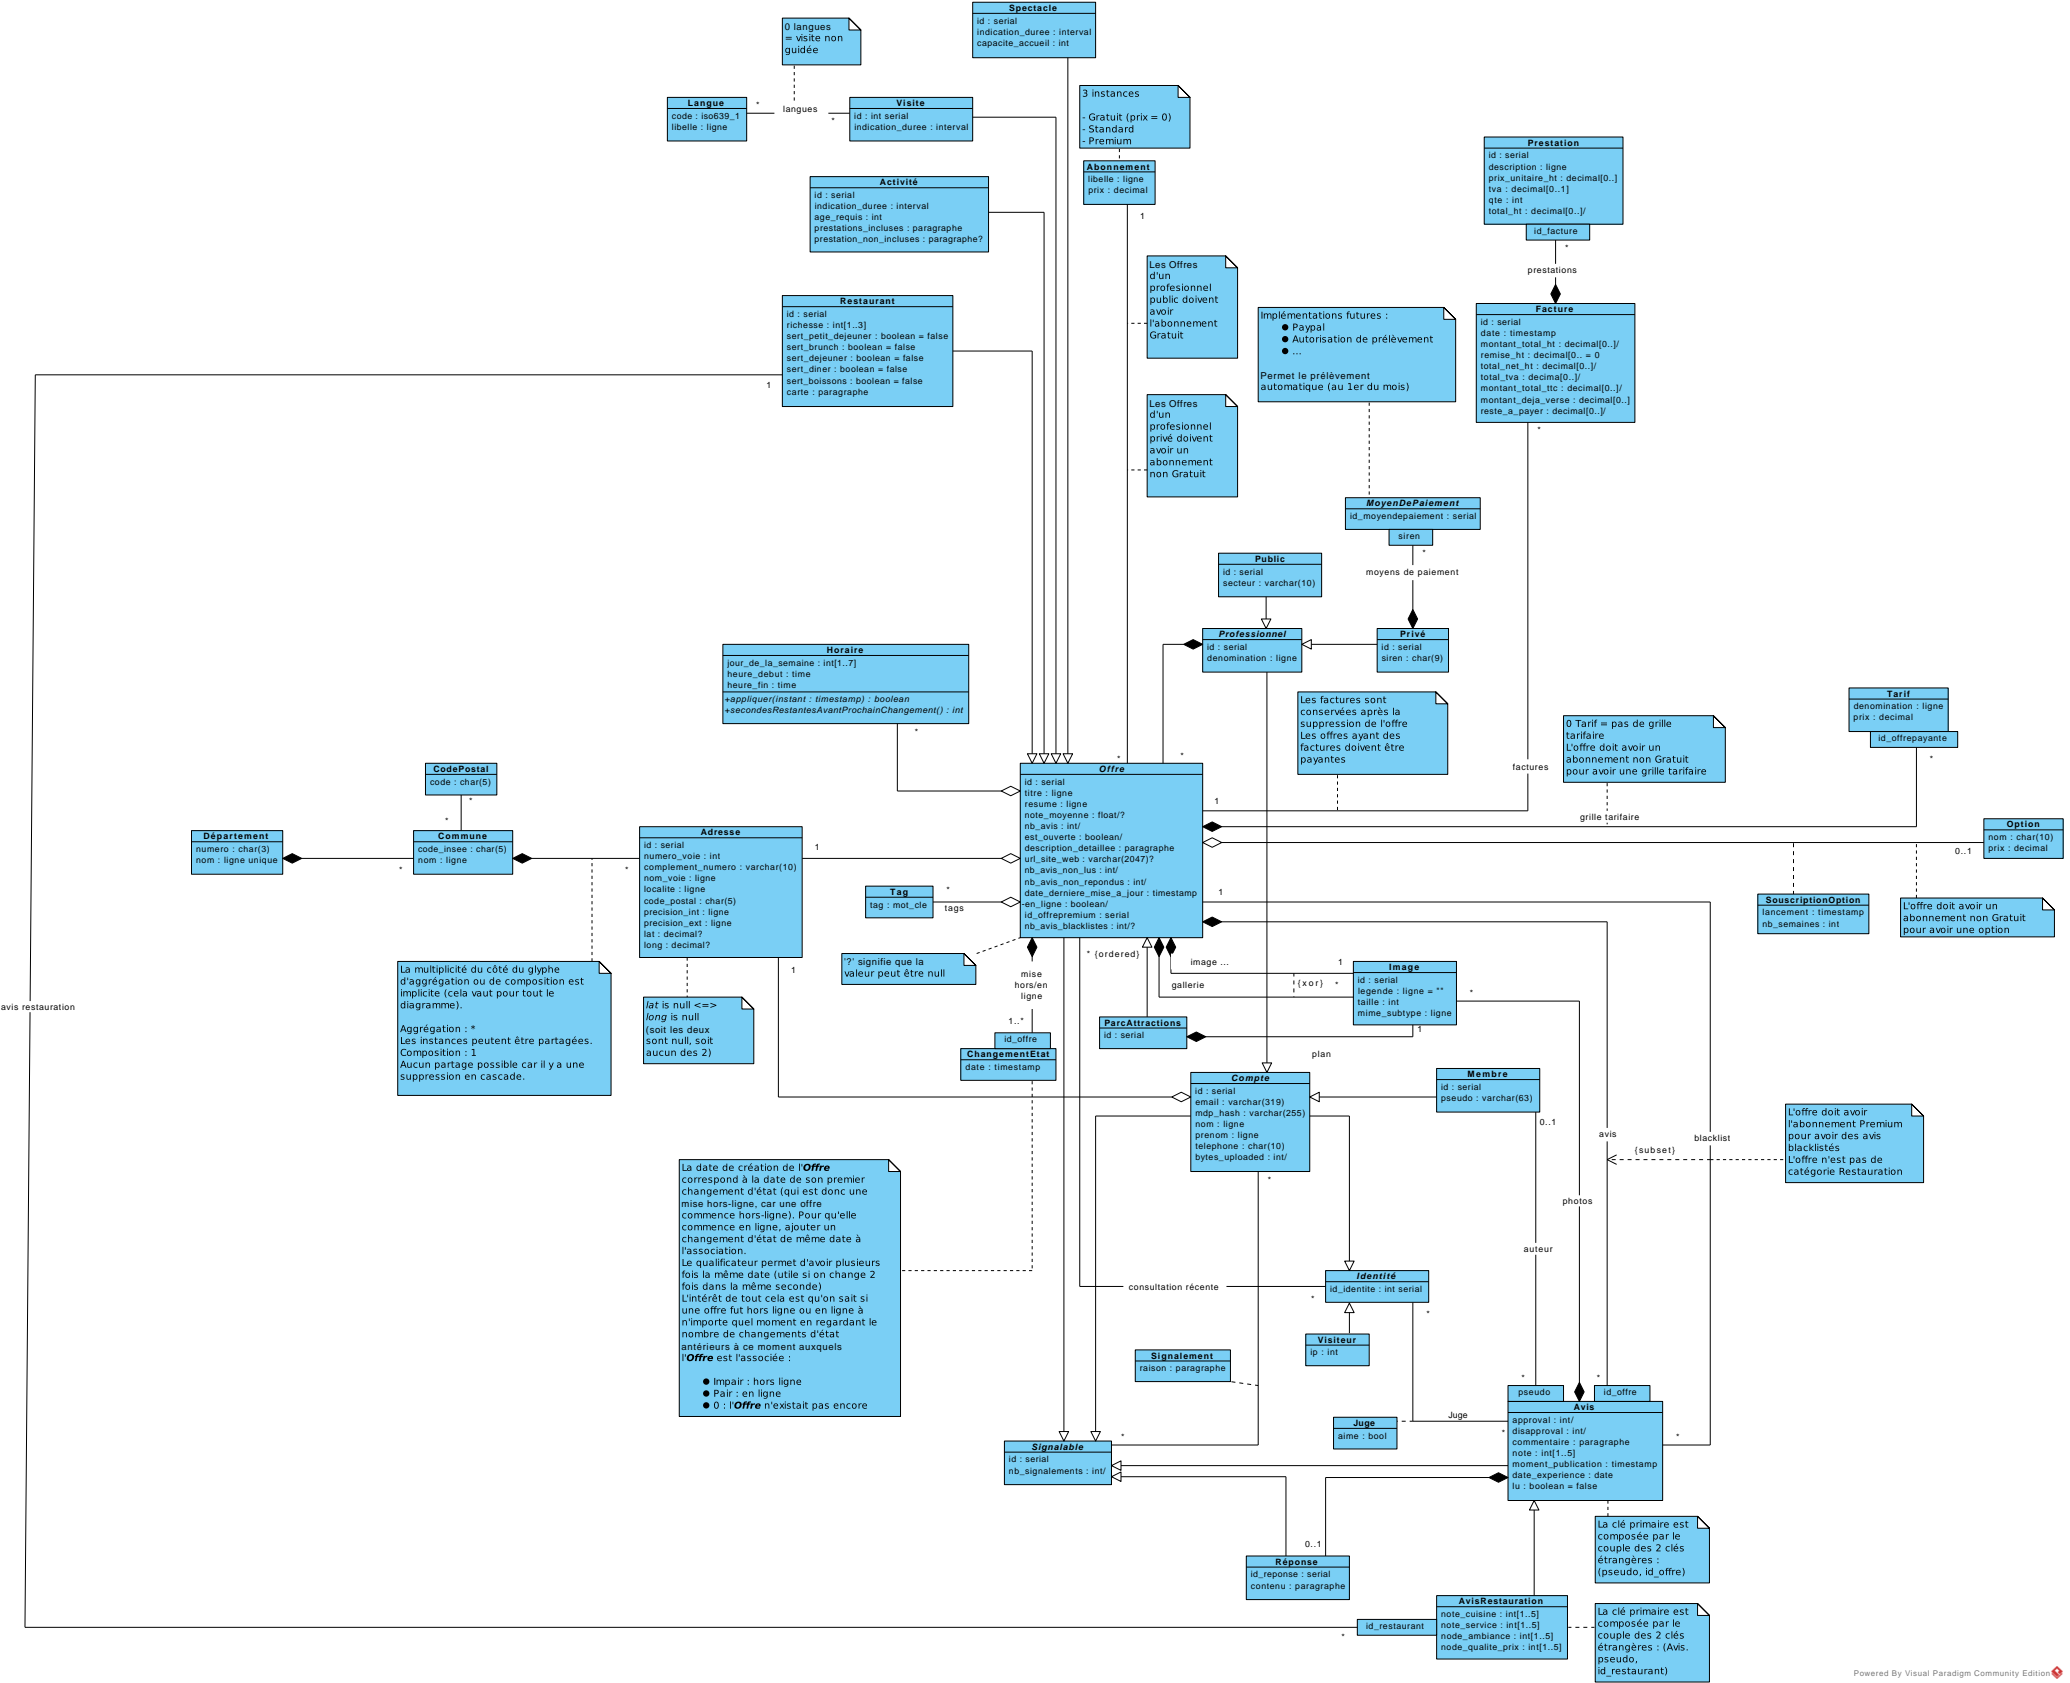 Spectacle
id : serial
indication_duree : interval
capacite_accueil : int
0 langues
= visite non
guidée
Langue
code : iso639_1
libelle : ligne
*
langues
*
Visite
id : int serial
indication_duree : interval
3 instances
- Gratuit (prix = 0)
- Standard
- Premium
Abonnement
libelle : ligne
prix : decimal
1
Prestation
id : serial
description : ligne
prix_unitaire_ht : decimal[0..]
tva : decimal[0..1]
qte : int
total_ht : decimal[0..]/
id_facture
*
prestations
Activité
id : serial
indication_duree : interval
age_requis : int
prestations_incluses : paragraphe
prestation_non_incluses : paragraphe?
Les Offres
d'un
profesionnel
public doivent
avoir
l'abonnement
Gratuit
Restaurant
id : serial
richesse : int[1..3]
sert_petit_dejeuner : boolean = false
sert_brunch : boolean = false
sert_dejeuner : boolean = false
sert_diner : boolean = false
sert_boissons : boolean = false
carte : paragraphe
1
Implémentations futures :
● Paypal
● Autorisation de prélèvement
● ...
Permet le prélèvement
automatique (au 1er du mois)
Facture
id : serial
date : timestamp
montant_total_ht : decimal[0..]/
remise_ht : decimal[0.. = 0
total_net_ht : decimal[0..]/
total_tva : decima[0..]/
montant_total_ttc : decimal[0..]/
montant_deja_verse : decimal[0..]
reste_a_payer : decimal[0..]/
*
Les Offres
d'un
profesionnel
privé doivent
avoir un
abonnement
non Gratuit
MoyenDePaiement
id_moyendepaiement : serial
siren
*
moyens de paiement
Public
id : serial
secteur : varchar(10)
Professionnel
id : serial
denomination : ligne
Privé
id : serial
siren : char(9)
Horaire
jour_de_la_semaine : int[1..7]
heure_debut : time
heure_fin : time
+appliquer(instant : timestamp) : boolean
+secondesRestantesAvantProchainChangement() : int
*
Les factures sont
conservées après la
suppression de l'offre
Les offres ayant des
factures doivent être
payantes
factures
0 Tarif = pas de grille
tarifaire
L'offre doit avoir un
abonnement non Gratuit
pour avoir une grille tarifaire
Tarif
denomination : ligne
prix : decimal
id_offrepayante
*
grille tarifaire
*
*
Offre
id : serial
titre : ligne
resume : ligne
note_moyenne : float/?
nb_avis : int/
est_ouverte : boolean/
description_detaillee : paragraphe
url_site_web : varchar(2047)?
nb_avis_non_lus : int/
nb_avis_non_repondus : int/
date_derniere_mise_a_jour : timestamp
-en_ligne : boolean/
id_offrepremium : serial
nb_avis_blacklistes : int/?
1
1
CodePostal
code : char(5)
*
*
Département
numero : char(3)
nom : ligne unique
*
Commune
code_insee : char(5)
nom : ligne
*
Adresse
id : serial
numero_voie : int
complement_numero : varchar(10)
nom_voie : ligne
localite : ligne
code_postal : char(5)
precision_int : ligne
precision_ext : ligne
lat : decimal?
long : decimal?
1
1
Tag
tag : mot_cle
*
tags
Option
nom : char(10)
prix : decimal
0..1
SouscriptionOption
lancement : timestamp
nb_semaines : int
L'offre doit avoir un
abonnement non Gratuit
pour avoir une option
'?' signifie que la
valeur peut être null
La multiplicité du côté du glyphe
d'aggrégation ou de composition est
implicite (cela vaut pour tout le
diagramme).
Aggrégation : *
Les instances peuvent être partagées.
Composition : 1
Aucun partage possible car il y a une
suppression en cascade.
lat is null <=>
long is null
(soit les deux
sont null, soit
aucun des 2)
mise
hors/en
ligne
1..*
id_offre
ChangementEtat
date : timestamp
* {ordered}
image ...
1
gallerie
{xor}
*
Image
id : serial
legende : ligne = ""
taille : int
mime_subtype : ligne
*
1
ParcAttractions
id : serial
plan
avis restauration
Compte
id : serial
email : varchar(319)
mdp_hash : varchar(255)
nom : ligne
prenom : ligne
telephone : char(10)
bytes_uploaded : int/
*
Membre
id : serial
pseudo : varchar(63)
0..1
avis
blacklist
{subset}
L'offre doit avoir
l'abonnement Premium
pour avoir des avis
blacklistés
L'offre n'est pas de
catégorie Restauration
photos
auteur
La date de création de l'Offre
correspond à la date de son premier
changement d'état (qui est donc une
mise hors-ligne, car une offre
commence hors-ligne). Pour qu'elle
commence en ligne, ajouter un
changement d'état de même date à
l'association.
Le qualificateur permet d'avoir plusieurs
fois la même date (utile si on change 2
fois dans la même seconde)
L'intérêt de tout cela est qu'on sait si
une offre fut hors ligne ou en ligne à
n'importe quel moment en regardant le
nombre de changements d'état
antérieurs à ce moment auxquels
l'Offre est l'associée :
● Impair : hors ligne
● Pair : en ligne
● 0 : l'Offre n'existait pas encore
consultation récente
*
Identité
id_identite : int serial
*
Visiteur
ip : int
Signalement
raison : paragraphe
*
*
pseudo
id_offre
Avis
approval : int/
disapproval : int/
commentaire : paragraphe
note : int[1..5]
moment_publication : timestamp
date_experience : date
lu : boolean = false
*
*
Juge
Juge
aime : bool
*
Signalable
id : serial
nb_signalements : int/
La clé primaire est
composée par le
couple des 2 clés
étrangères :
(pseudo, id_offre)
0..1
Réponse
id_reponse : serial
contenu : paragraphe
AvisRestauration
note_cuisine : int[1..5]
note_service : int[1..5]
node_ambiance : int[1..5]
node_qualite_prix : int[1..5]
id_restaurant
*
La clé primaire est
composée par le
couple des 2 clés
étrangères : (Avis.
pseudo,
id_restaurant)
Powered By Visual Paradigm Community Edition